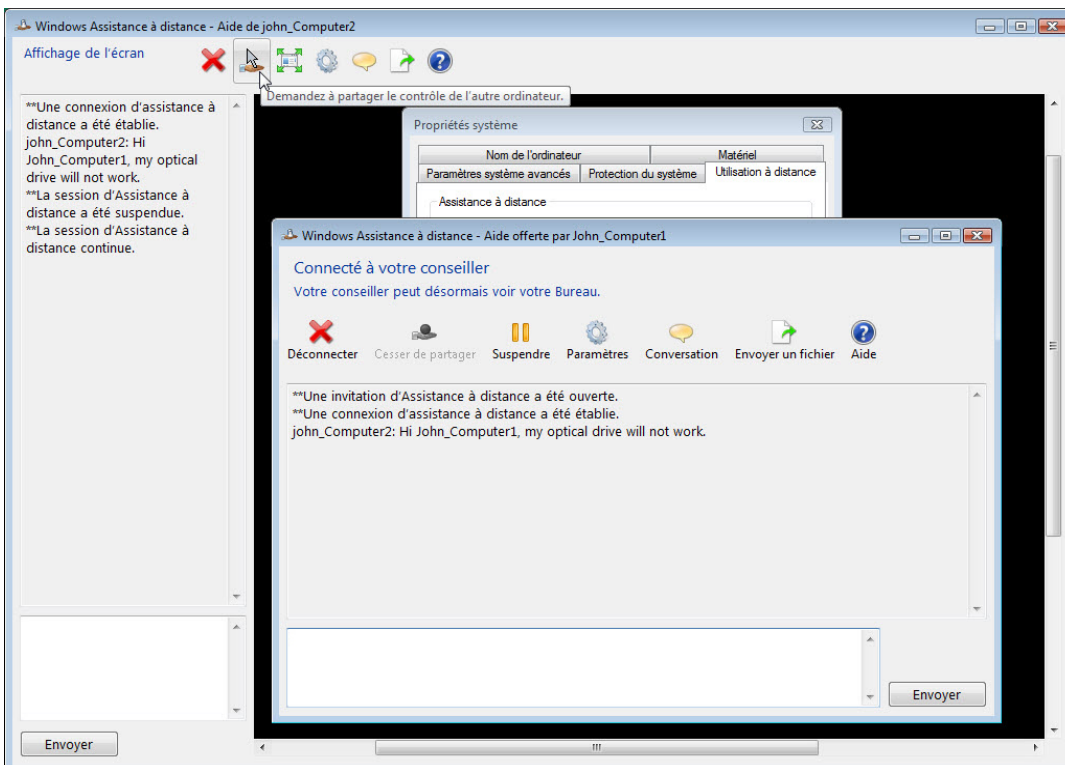 Windows Assistance à distance - Aide de john_Computer2
Affichage de l'écran
Demandez à partager le contrôle de l'autre ordinateur.
**Une connexion d'assistance à
distance a été établie.
john_Computer2: Hi
John_Computer1, my optical
drive will not work.
**La session d'Assistance à
distance a été suspendue.
**La session d'Assistance à
distance continue.
Envoyer
Propriétés système
Nom de l'ordinateur
Matériel
Paramètres système avancés
Protection du système
Utilisation à distance
Assistance à distance
Windows Assistance à distance - Aide offerte par John_Computer1
Connecté à votre conseiller
Votre conseiller peut désormais voir votre Bureau.
Déconnecter
Cesser de partager
Suspendre
Paramètres
Conversation
Envoyer un fichier
Aide
**Une invitation d'Assistance à distance a été ouverte.
**Une connexion d'assistance à distance a été établie.
john_Computer2: Hi John_Computer1, my optical drive will not work.
Envoyer